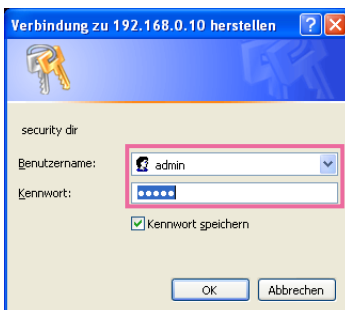 Verbindung zu 192.168.0.10 herstellen
security dir
Benutzername:
admin
Kennwort:
•••••
Kennwort speichern
OK
Abbrechen